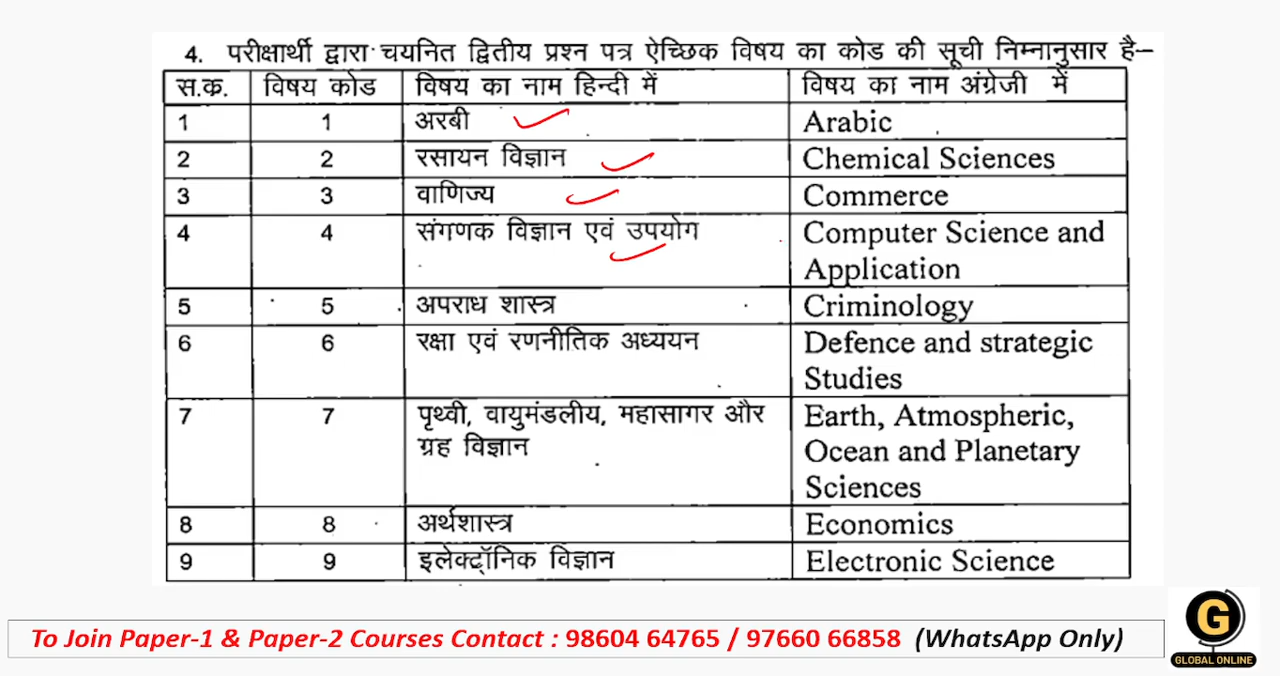 4. परीक्षार्थी द्वारा चयनित द्वितीय प्रश्न पत्र ऐच्छिक विषय का कोड की सूची निम्नानुसार है–
स.क्र. विषय कोड विषय का नाम हिन्दी में विषय का नाम अंग्रेजी में
1 1 अरबी Arabic
2 2 रसायन विज्ञान Chemical Sciences
3 3 वाणिज्य Commerce
4 4 संगणक विज्ञान एवं उपयोग Computer Science and
Application
5 5 अपराध शास्त्र Criminology
6 6 रक्षा एवं रणनीतिक अध्ययन Defence and strategic
Studies
7 7 पृथ्वी, वायुमंडलीय, महासागर और Earth, Atmospheric,
ग्रह विज्ञान Ocean and Planetary
Sciences
8 8 अर्थशास्त्र Economics
9 9 इलेक्ट्रॉनिक विज्ञान Electronic Science
To Join Paper-1 & Paper-2 Courses Contact : 98604 64765 / 97660 66858 (WhatsApp Only)
G
GLOBAL ONLINE